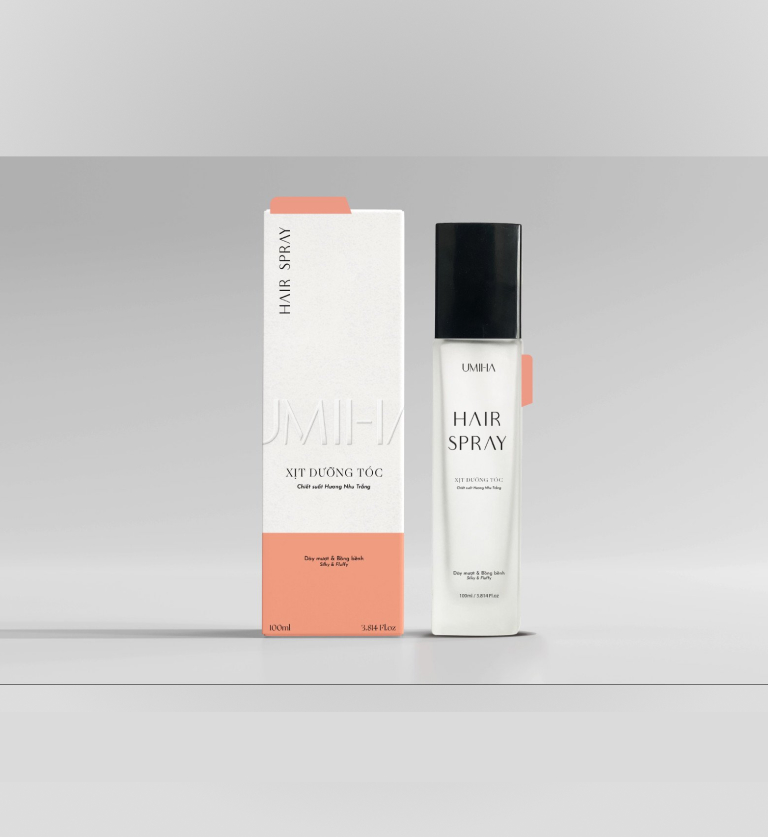 HAIR SPRAY
UMIHA
XỊT DƯỠNG TÓC
Chiết suất Hương Nhu Trắng
Dày mượt & Bồng bềnh
Silky & Fluffy
100ml
3.814 Fl.oz
UMIHA
HAIR
SPRAY
XỊT DƯỠNG TÓC
Chiết suất Hương Nhu Trắng
Dày mượt & Bồng bềnh
Silky & Fluffy
100ml / 3.814 Fl.oz